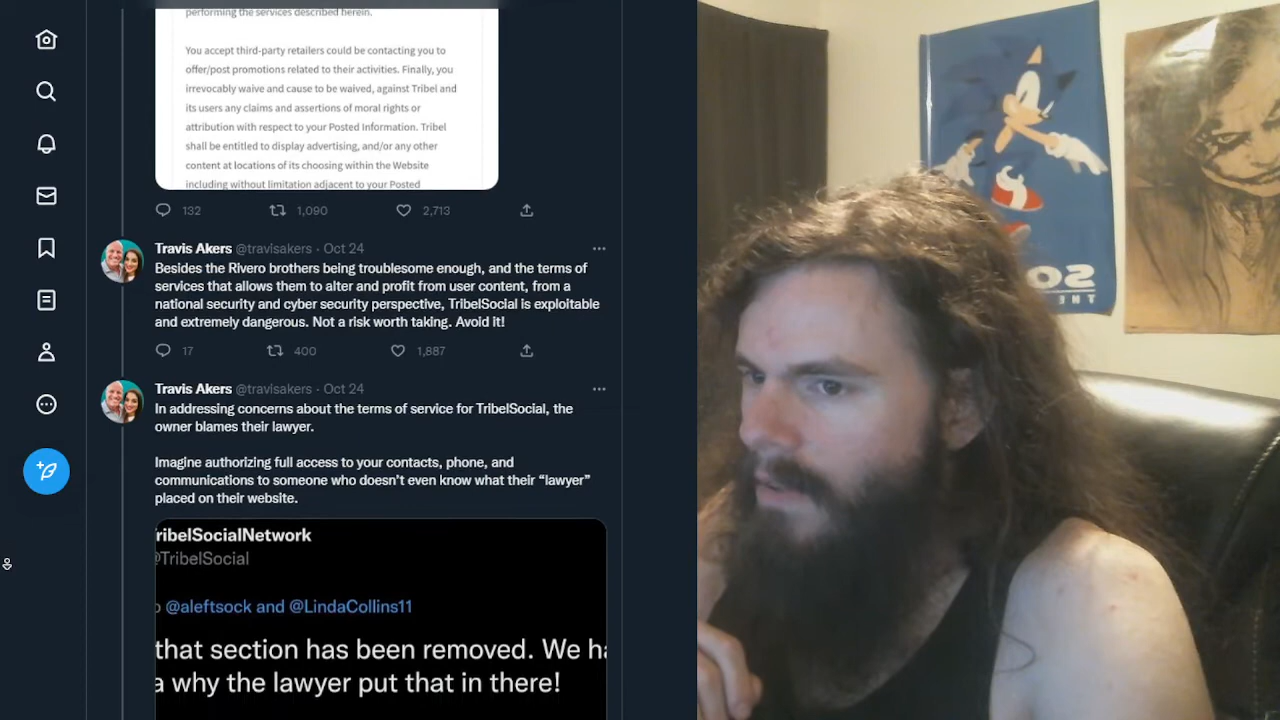 performing the services described herein.
You accept third-party retailers could be contacting you to
offer/post promotions related to their activities. Finally, you
irrevocably waive and cause to be waived, against Tribel and
its users any claims and assertions of moral rights or
attribution with respect to your Posted Information. Tribel
shall be entitled to display advertising, and/or any other
content at locations of its choosing within the Website
including without limitation adjacent to your Posted
132 1,090 2,713
Travis Akers @travisakers · Oct 24
Besides the Rivero brothers being troublesome enough, and the terms of
services that allows them to alter and profit from user content, from a
national security and cyber security perspective, TribelSocial is exploitable
and extremely dangerous. Not a risk worth taking. Avoid it!
17 400 1,887
Travis Akers @travisakers · Oct 24
In addressing concerns about the terms of service for TribelSocial, the
owner blames their lawyer.
Imagine authorizing full access to your contacts, phone, and
communications to someone who doesn't even know what their “lawyer”
placed on their website.
ribelSocialNetwork
@TribelSocial
o @aleftsock and @LindaCollins11
that section has been removed. We ha
a why the lawyer put that in there!
SO
THE